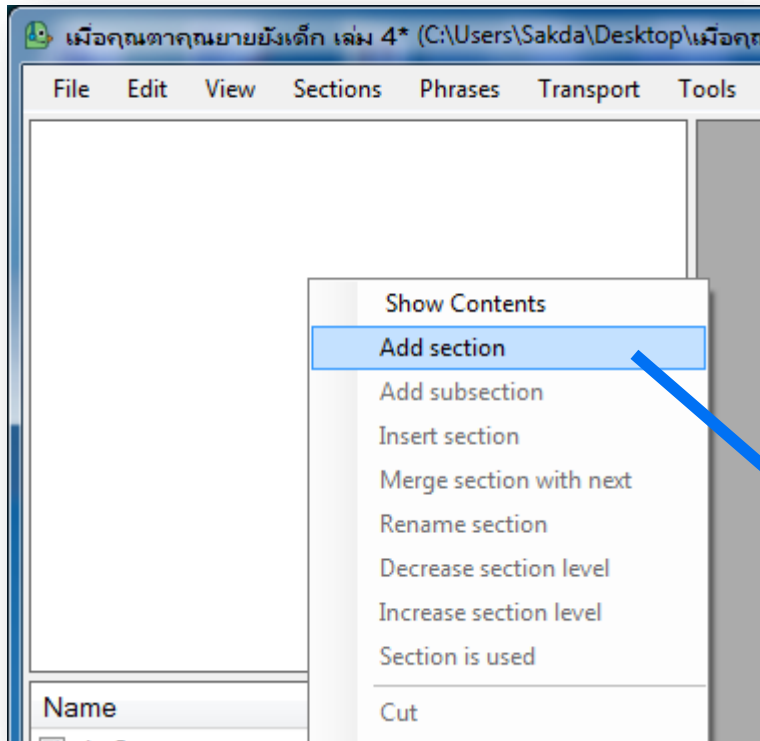 เมื่อคุณตาคุณยายยังเด็ก เล่ม 4* (C:\Users\Sakda\Desktop\เมื่อคุณ
File Edit View Sections Phrases Transport Tools
Show Contents
Add section
Add subsection
Insert section
Merge section with next
Rename section
Decrease section level
Increase section level
Section is used
Name
Cut